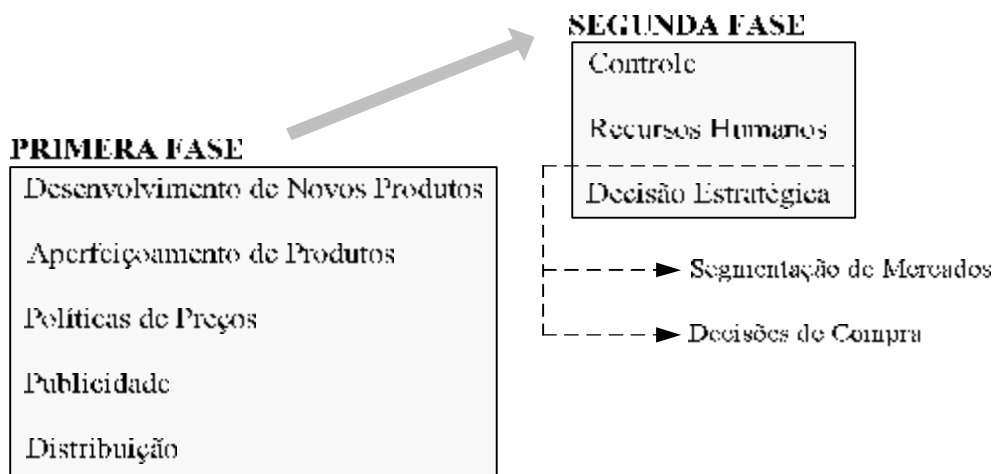 SEGUNDA FASE
Controle
Recursos Humanos
Decisão Estratégica
Segmentação de Mercados
Decisões de Compra
PRIMERA FASE
Desenvolvimento de Novos Produtos
Aperfeiçoamento de Produtos
Políticas de Preços
Publicidade
Distribuição